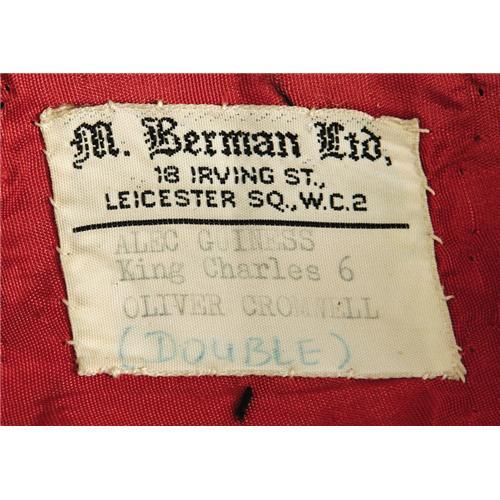 M. Berman Ltd,
18 IRVING ST.,
LEICESTER SQ., W.C.2
ALEC GUINESS
King Charles 6
OLIVER CROMWELL
(DOUBLE)